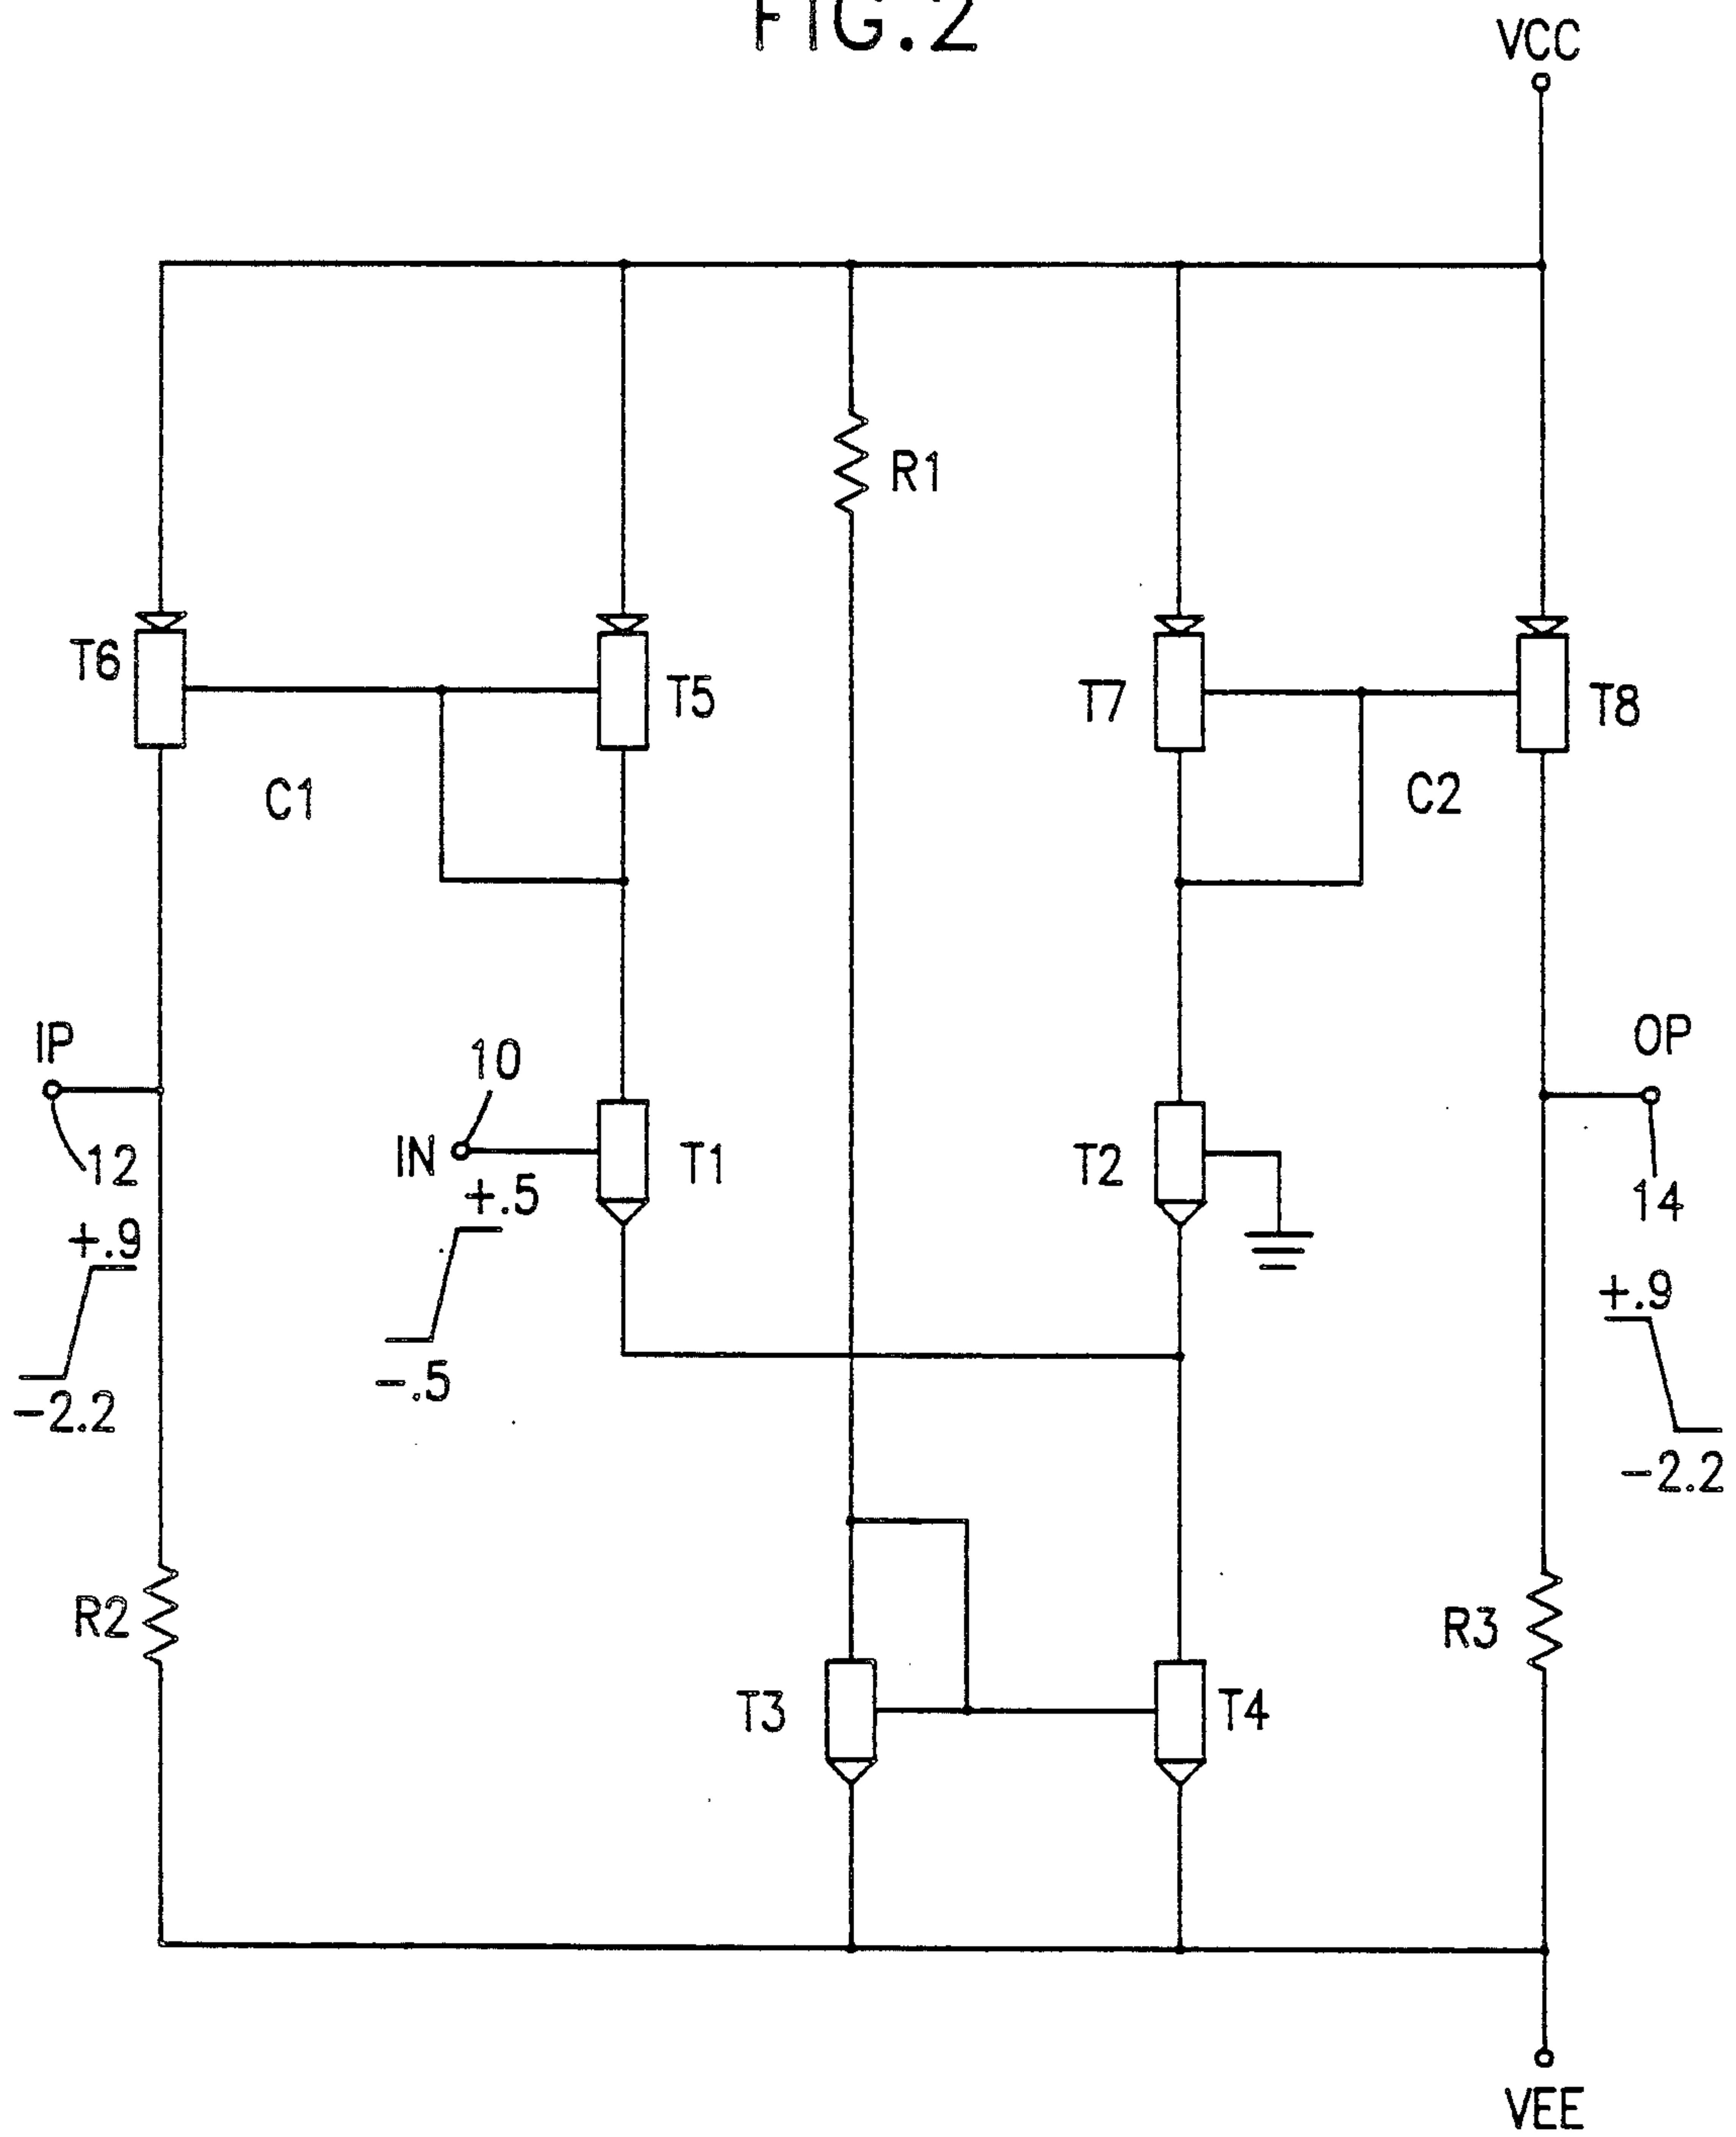 FIG.2
VCC
R1
T6
T5
T7
T8
C1
C2
IP
10
OP
12
IN
T1
T2
14
+.5
+.9
+.9
-.5
-2.2
-2.2
R2
R3
T3
T4
VEE